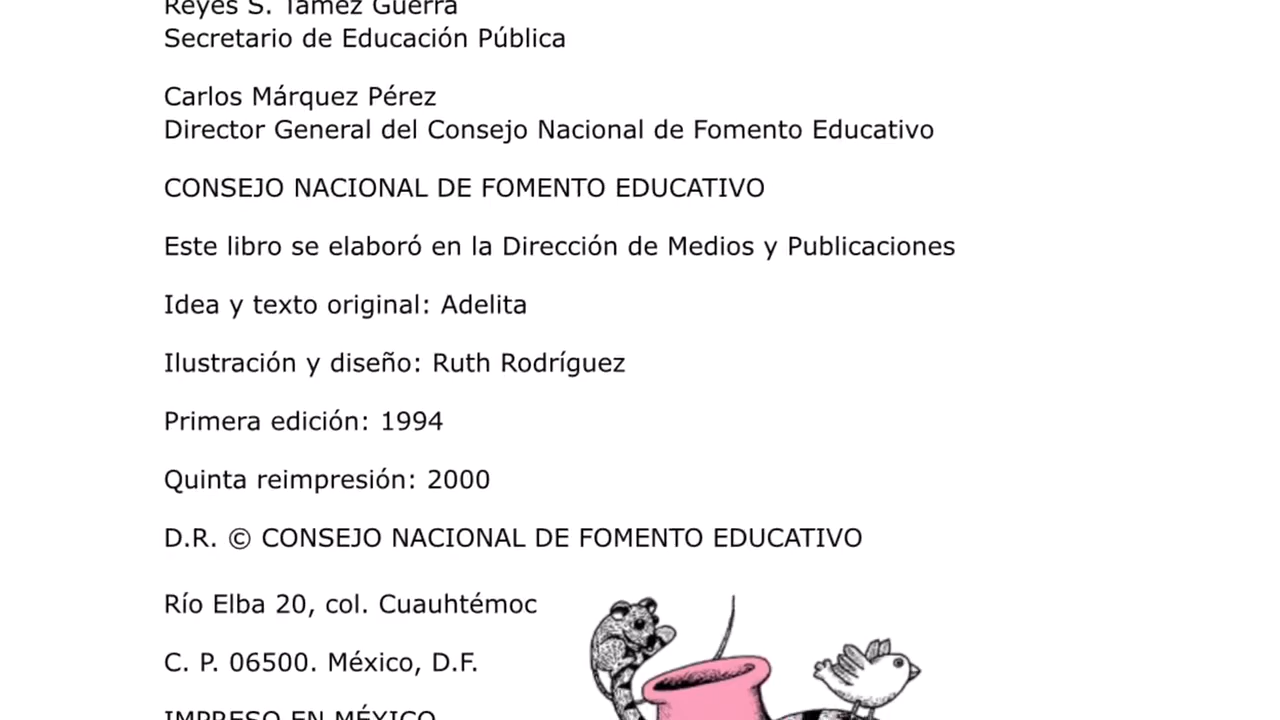 Reyes S. Tamez Guerra
Secretario de Educación Pública
Carlos Márquez Pérez
Director General del Consejo Nacional de Fomento Educativo
CONSEJO NACIONAL DE FOMENTO EDUCATIVO
Este libro se elaboró en la Dirección de Medios y Publicaciones
Idea y texto original: Adelita
Ilustración y diseño: Ruth Rodríguez
Primera edición: 1994
Quinta reimpresión: 2000
D.R. © CONSEJO NACIONAL DE FOMENTO EDUCATIVO
Río Elba 20, col. Cuauhtémoc
C. P. 06500. México, D.F.
IMPRESO EN MÉXICO